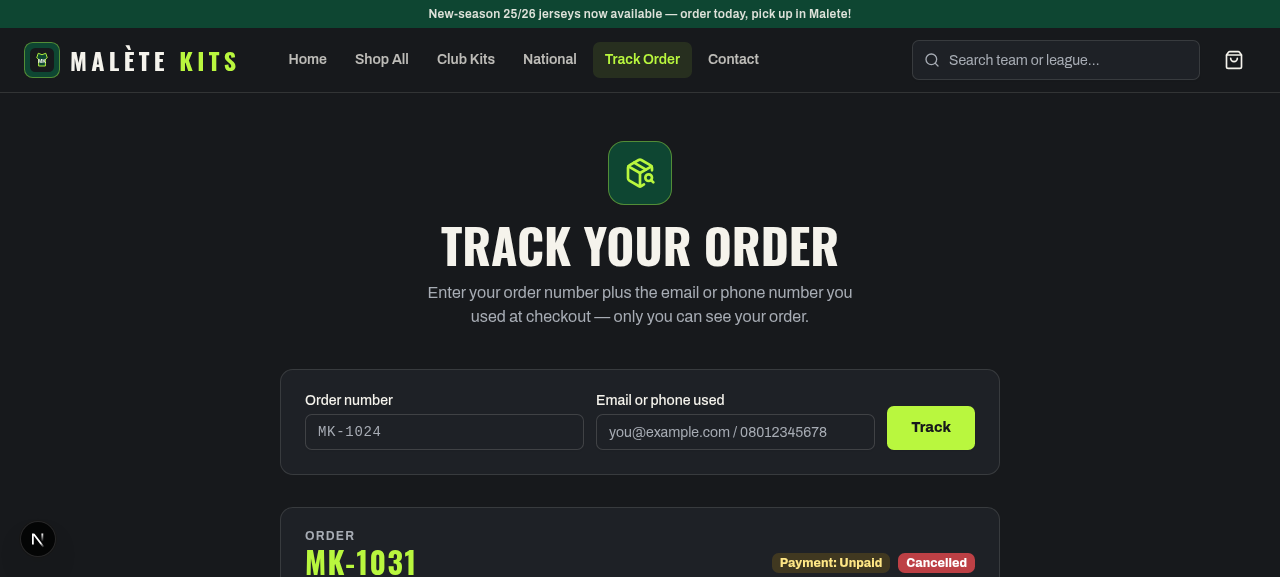 New-season 25/26 jerseys now available — order today, pick up in Malete!
MALÈTE KITS
Home
Shop All
Club Kits
National
Track Order
Contact
Search team or league...
TRACK YOUR ORDER
Enter your order number plus the email or phone number you
used at checkout — only you can see your order.
Order number
Email or phone used
MK-1024
you@example.com / 08012345678
Track
N
ORDER
MK-1031
Payment: Unpaid
Cancelled